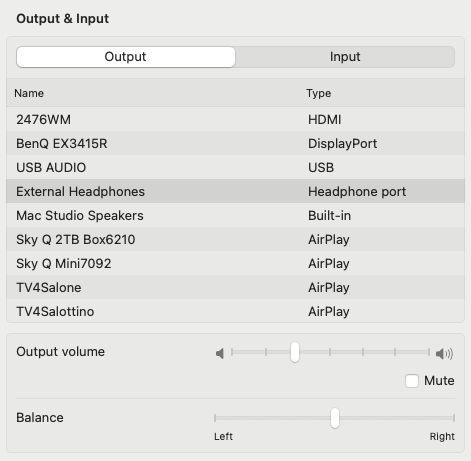 Output & Input
Output Input
Name Type
2476WM HDMI
BenQ EX3415R DisplayPort
USB AUDIO USB
External Headphones Headphone port
Mac Studio Speakers Built-in
Sky Q 2TB Box6210 AirPlay
Sky Q Mini7092 AirPlay
TV4Salone AirPlay
TV4Salottino AirPlay
Output volume
Mute
Balance
Left Right